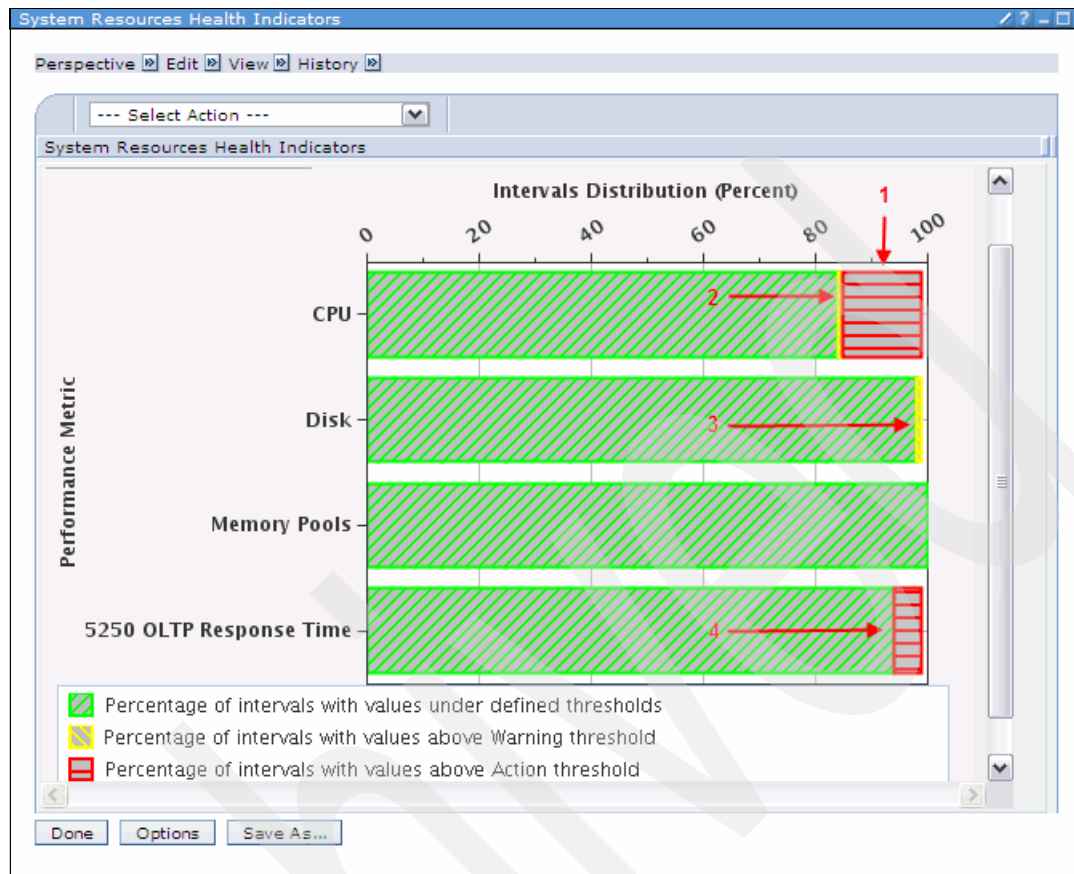 System Resources Health Indicators
Perspective Edit View History
--- Select Action ---
System Resources Health Indicators
Intervals Distribution (Percent)
1
0 20 40 60 80 100
Performance Metric
CPU
2
Disk
3
Memory Pools
5250 OLTP Response Time
4
Percentage of intervals with values under defined thresholds
Percentage of intervals with values above Warning threshold
Percentage of intervals with values above Action threshold
Done Options Save As...